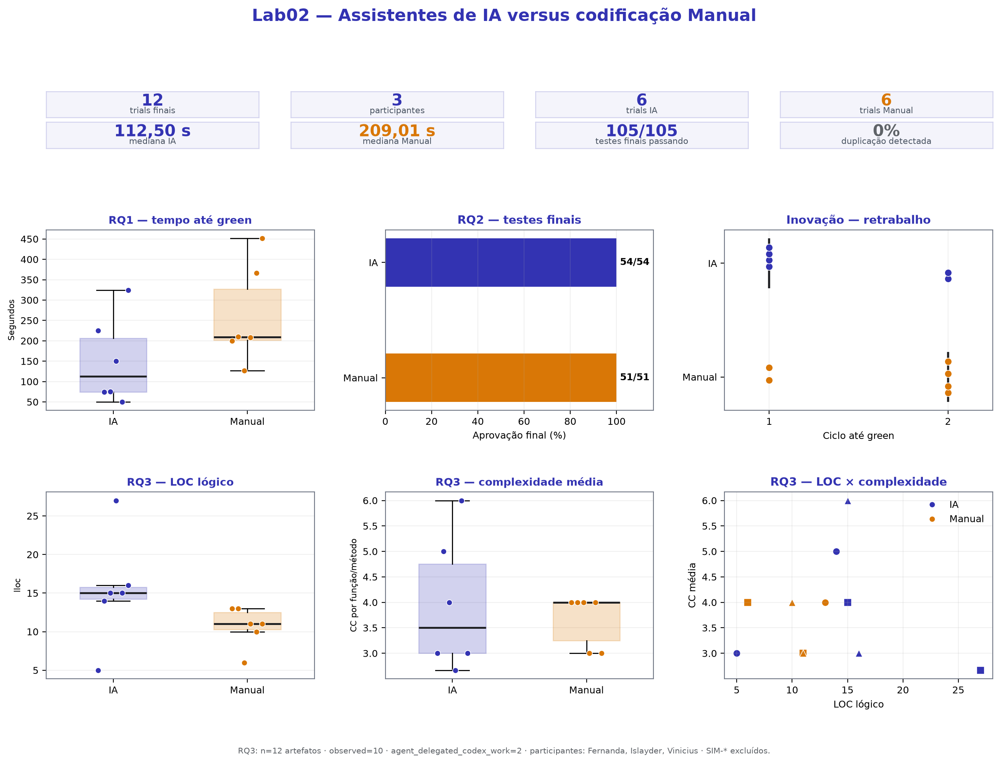 Lab02 — Assistentes de IA versus codificação Manual
12
trials finais
3
participantes
6
trials IA
6
trials Manual
112,50 s
mediana IA
209,01 s
mediana Manual
105/105
testes finais passando
0%
duplicação detectada
RQ1 — tempo até green
450
400
350
300
250
200
150
100
50
Segundos
IA
Manual
RQ2 — testes finais
IA
Manual
54/54
51/51
0
20
40
60
80
100
Aprovação final (%)
Inovação — retrabalho
IA
Manual
1
2
Ciclo até green
RQ3 — LOC lógico
25
20
15
10
5
lloc
IA
Manual
RQ3 — complexidade média
6.0
5.5
5.0
4.5
4.0
3.5
3.0
CC por função/método
IA
Manual
RQ3 — LOC × complexidade
6.0
5.5
5.0
4.5
4.0
3.5
3.0
CC média
IA
Manual
5
10
15
20
25
LOC lógico
RQ3: n=12 artefatos · observed=10 · agent_delegated_codex_work=2 · participantes: Fernanda, Islayder, Vinicius · SIM-* excluídos.